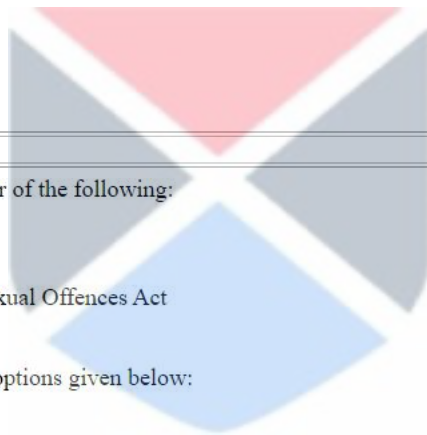 r of the following:
xual Offences Act
options given below: